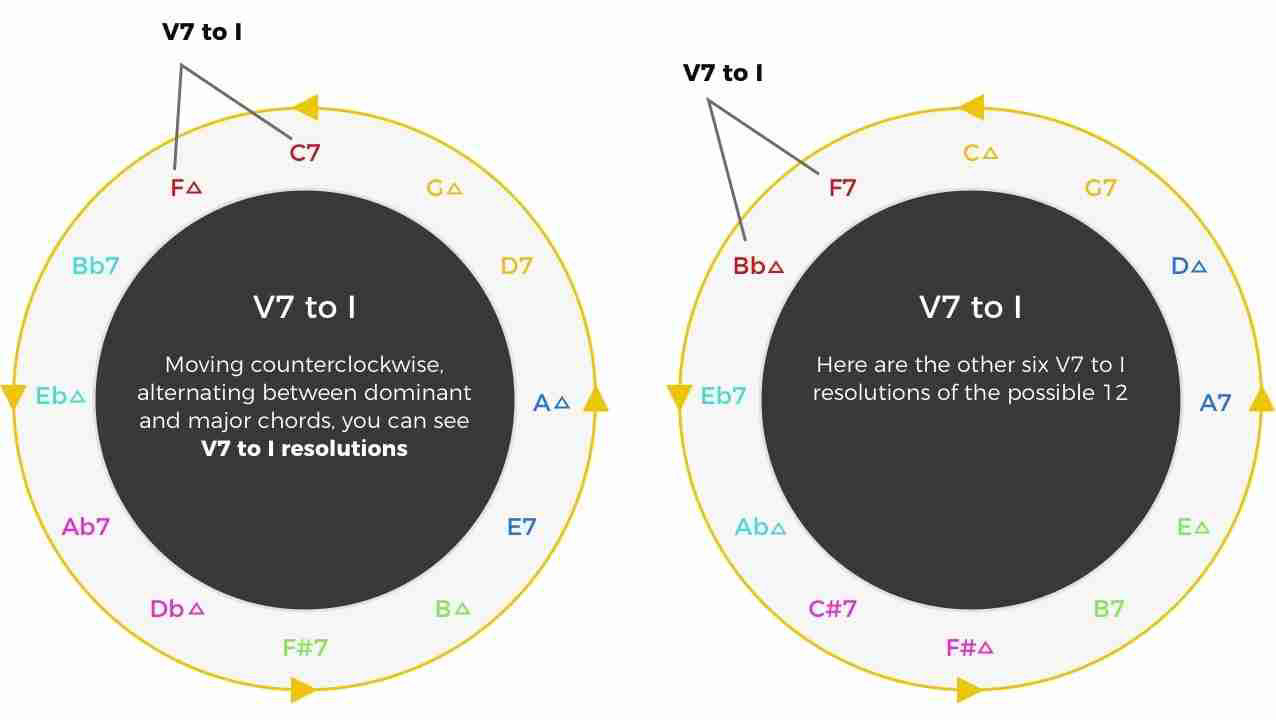 V7 to I
C7
F△
G△
Bb7
D7
Eb△
A△
Ab7
E7
Db△
B△
F#7
V7 to I
Moving counterclockwise,
alternating between dominant
and major chords, you can see
V7 to I resolutions
V7 to I
C△
F7
G7
Bb△
D△
Eb7
A7
Ab△
E△
C#7
B7
F#△
V7 to I
Here are the other six V7 to I
resolutions of the possible 12